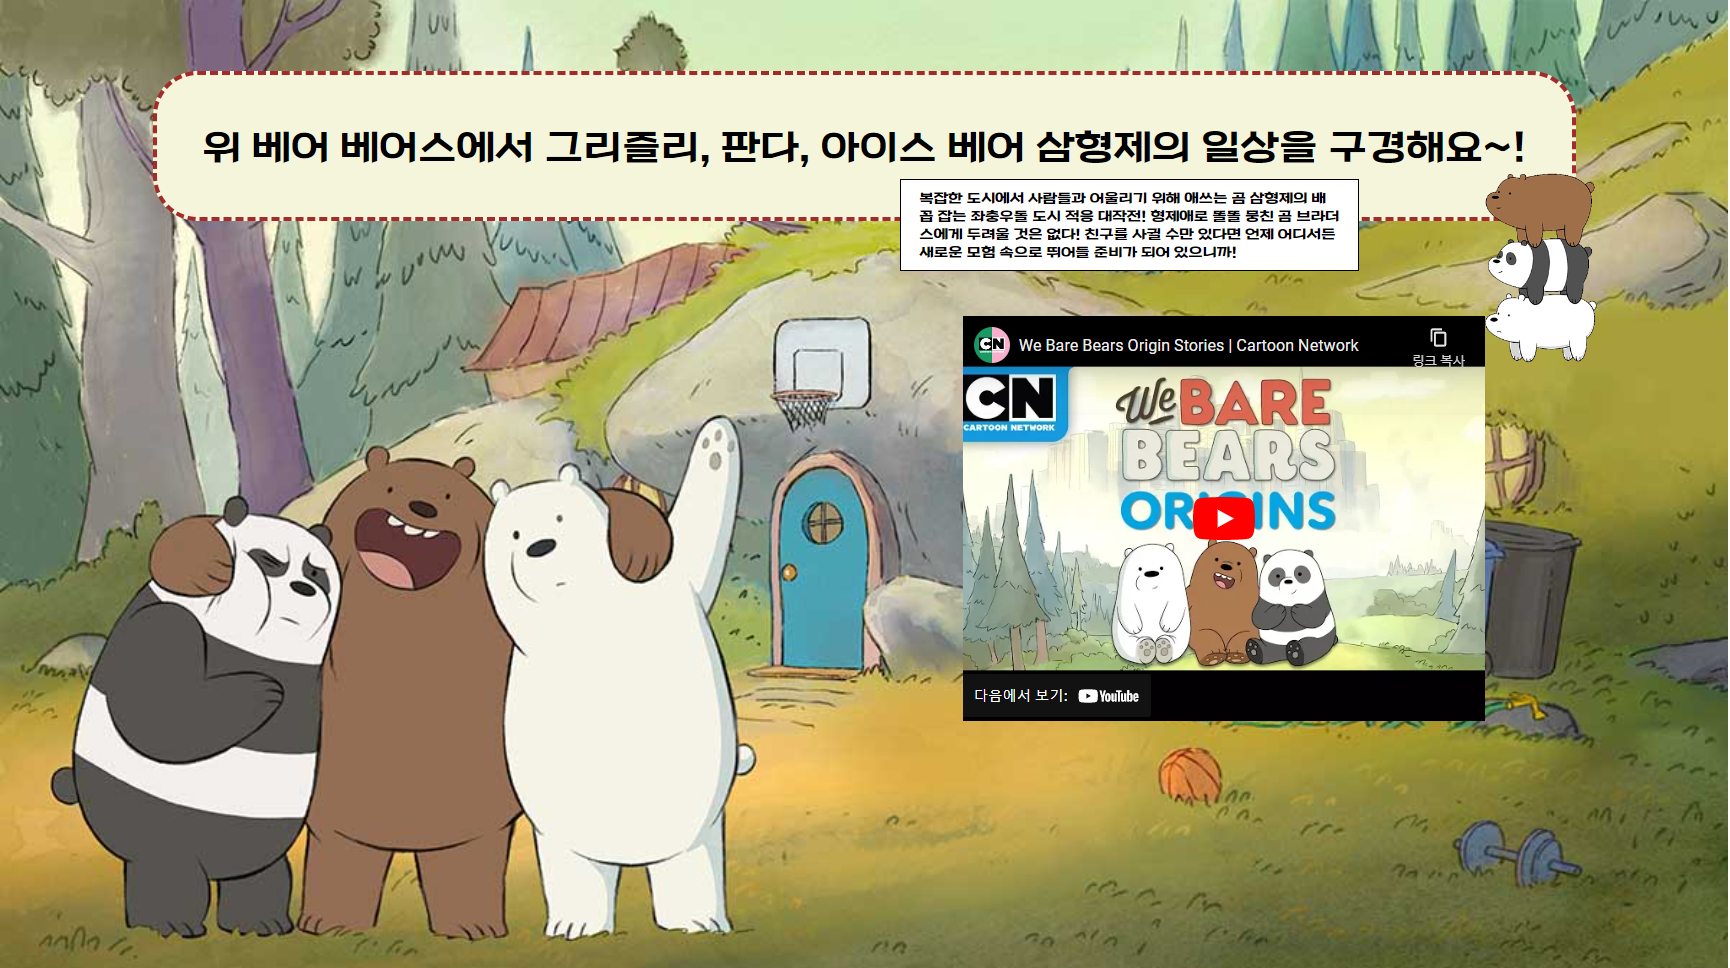 위 베어 베어스에서 그리즐리, 판다, 아이스 베어 삼형제의 일상을 구경해요~!
복잡한 도시에서 사람들과 어울리기 위해 애쓰는 곰 삼형제의 배
꼽 잡는 좌충우돌 도시 적응 대작전! 형제애로 똘똘 뭉친 곰 브라더
스에게 두려울 것은 없다! 친구를 사귈 수만 있다면 언제 어디서든
새로운 모험 속으로 뛰어들 준비가 되어 있으니까!
CN We Bare Bears Origin Stories | Cartoon Network
링크 복사
CN
CARTOON NETWORK
We BARE
BEARS
ORIGINS
다음에서 보기: YouTube